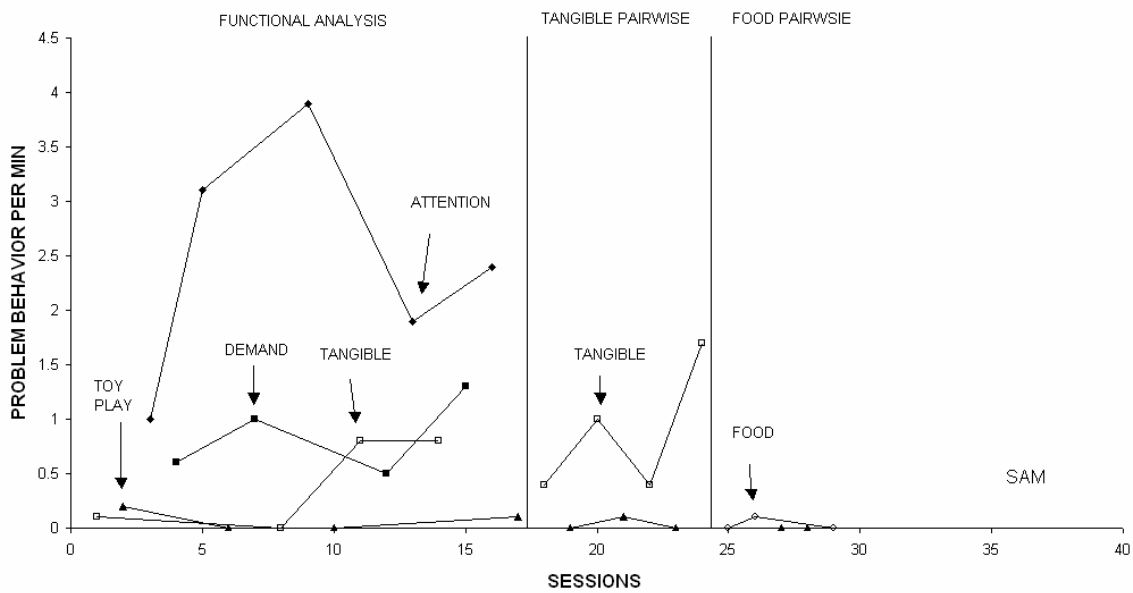 FUNCTIONAL ANALYSIS
TANGIBLE PAIRWISE
FOOD PAIRWSIE
4.5
4
3.5
3
2.5
2
1.5
1
0.5
0
PROBLEM BEHAVIOR PER MIN
ATTENTION
DEMAND
TANGIBLE
TOY
PLAY
TANGIBLE
FOOD
SAM
0
5
10
15
20
25
30
35
40
SESSIONS